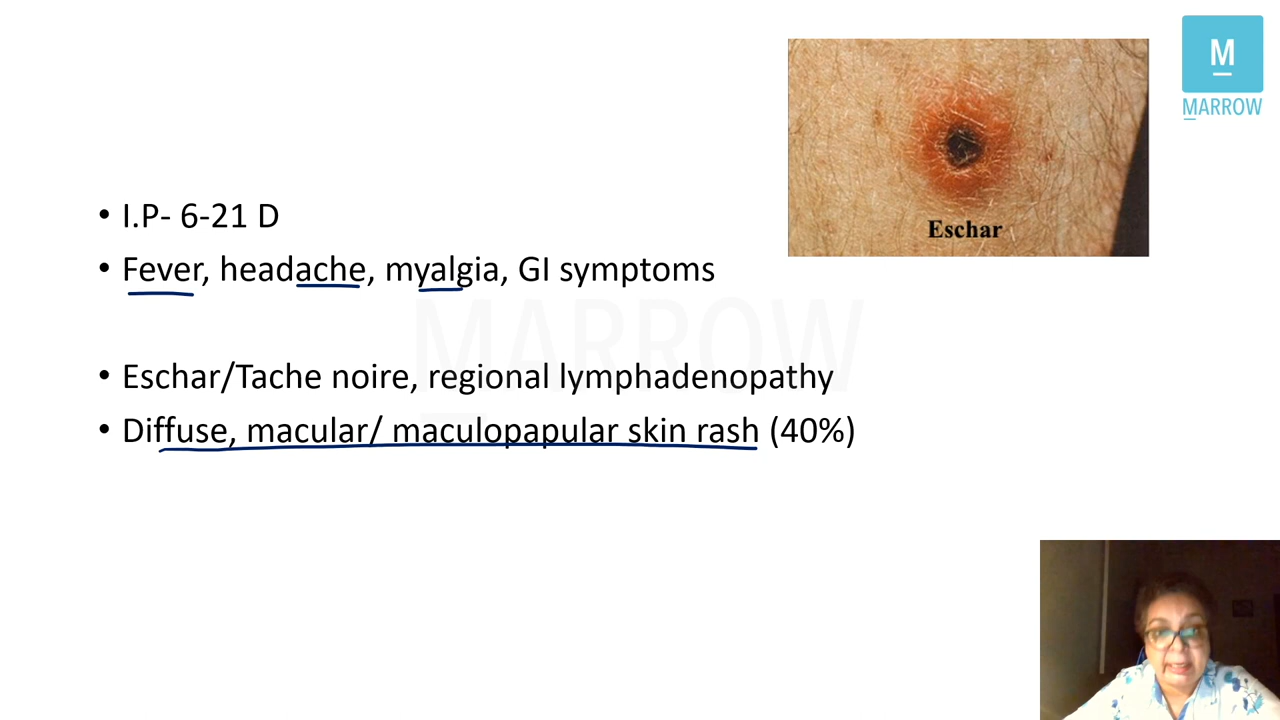 M
MARROW
Eschar
• I.P- 6-21 D
• Fever, headache, myalgia, GI symptoms
MARROW
• Eschar/Tache noire, regional lymphadenopathy
• Diffuse, macular/ maculopapular skin rash (40%)